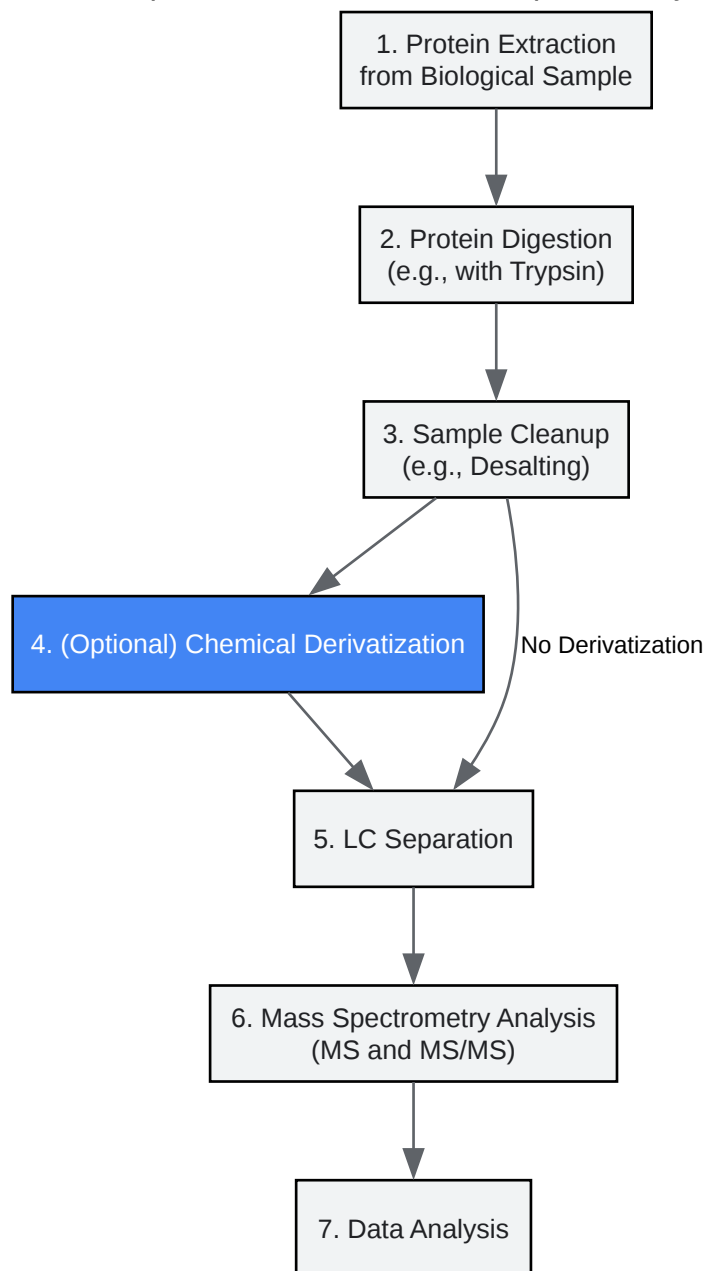 1. Protein Extraction
from Biological Sample
2. Protein Digestion
(e.g., with Trypsin)
3. Sample Cleanup
(e.g., Desalting)
4. (Optional) Chemical Derivatization
No Derivatization
5. LC Separation
6. Mass Spectrometry Analysis
(MS and MS/MS)
7. Data Analysis